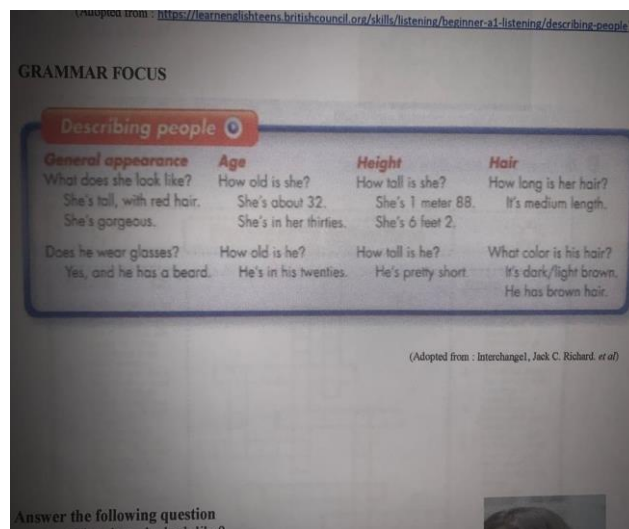 (Adopted from : https://learnenglishteens.britishcouncil.org/skills/listening/beginner-a1-listening/describing-people
GRAMMAR FOCUS
Describing people
General appearance Age Height Hair
What does she look like? How old is she? How tall is she? How long is her hair?
She's tall, with red hair. She's about 32. She's 1 meter 88. It's medium length.
She's gorgeous. She's in her thirties. She's 6 feet 2.
Does he wear glasses? How old is he? How tall is he? What color is his hair?
Yes, and he has a beard. He's in his twenties. He's pretty short. It's dark/light brown.
He has brown hair.
(Adopted from : Interchange1, Jack C. Richard. et al)
Answer the following question